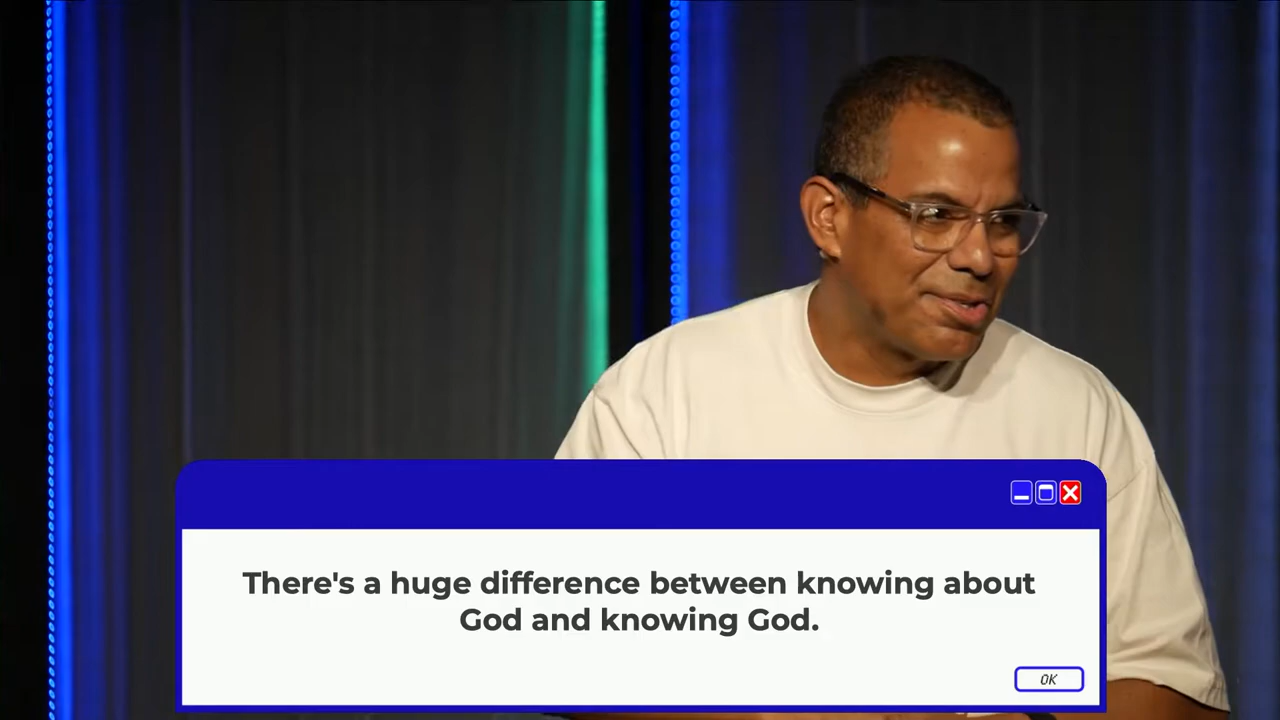 There's a huge difference between knowing about
God and knowing God.
OK